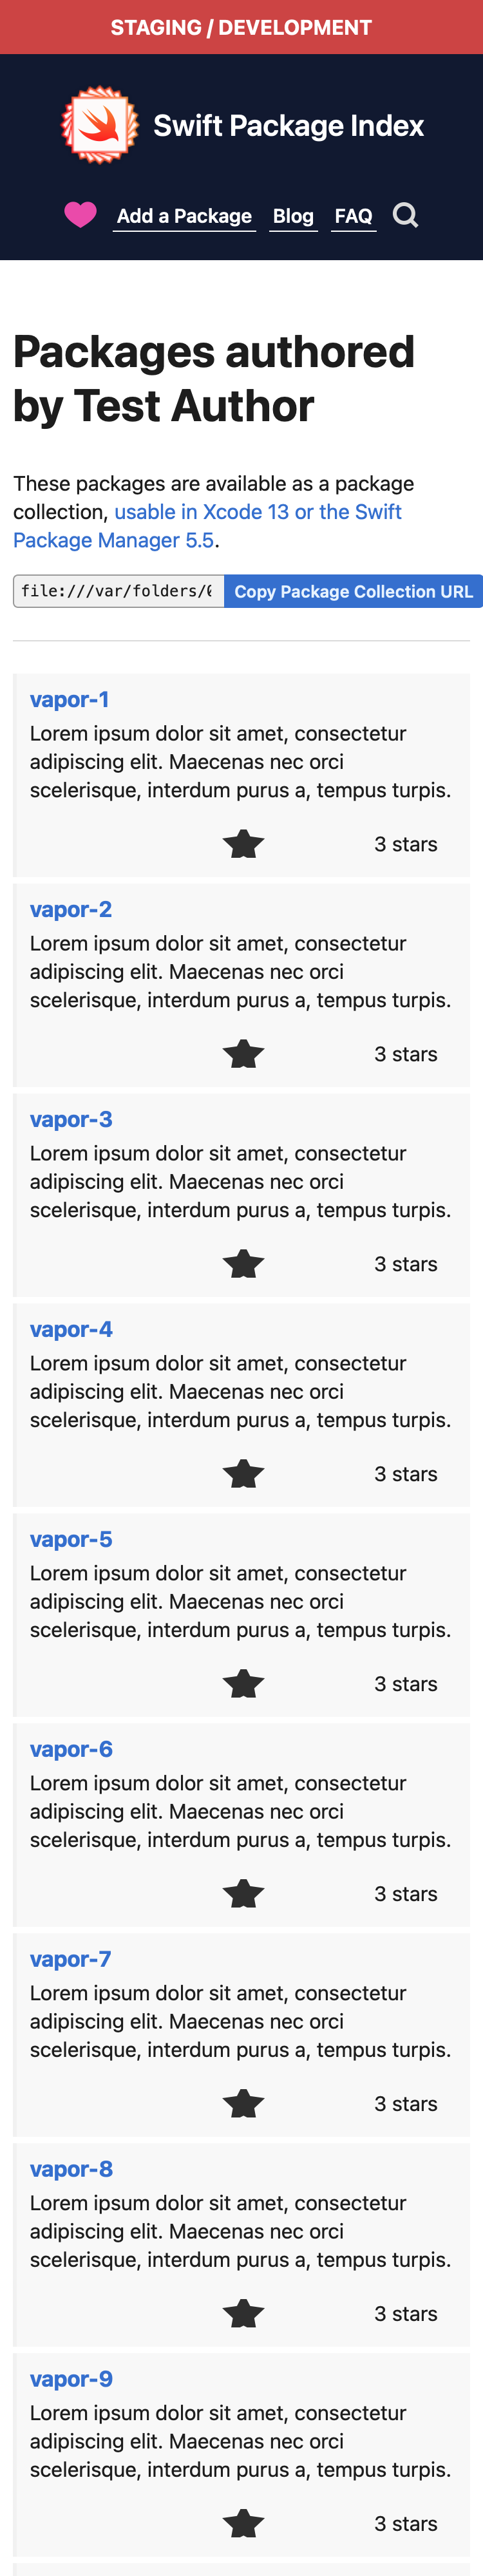 STAGING / DEVELOPMENT
Swift Package Index
Add a Package Blog FAQ
Packages authored
by Test Author
These packages are available as a package
collection, usable in Xcode 13 or the Swift
Package Manager 5.5.
file:///var/folders/ Copy Package Collection URL
vapor-1
Lorem ipsum dolor sit amet, consectetur
adipiscing elit. Maecenas nec orci
scelerisque, interdum purus a, tempus turpis.
3 stars
vapor-2
Lorem ipsum dolor sit amet, consectetur
adipiscing elit. Maecenas nec orci
scelerisque, interdum purus a, tempus turpis.
3 stars
vapor-3
Lorem ipsum dolor sit amet, consectetur
adipiscing elit. Maecenas nec orci
scelerisque, interdum purus a, tempus turpis.
3 stars
vapor-4
Lorem ipsum dolor sit amet, consectetur
adipiscing elit. Maecenas nec orci
scelerisque, interdum purus a, tempus turpis.
3 stars
vapor-5
Lorem ipsum dolor sit amet, consectetur
adipiscing elit. Maecenas nec orci
scelerisque, interdum purus a, tempus turpis.
3 stars
vapor-6
Lorem ipsum dolor sit amet, consectetur
adipiscing elit. Maecenas nec orci
scelerisque, interdum purus a, tempus turpis.
3 stars
vapor-7
Lorem ipsum dolor sit amet, consectetur
adipiscing elit. Maecenas nec orci
scelerisque, interdum purus a, tempus turpis.
3 stars
vapor-8
Lorem ipsum dolor sit amet, consectetur
adipiscing elit. Maecenas nec orci
scelerisque, interdum purus a, tempus turpis.
3 stars
vapor-9
Lorem ipsum dolor sit amet, consectetur
adipiscing elit. Maecenas nec orci
scelerisque, interdum purus a, tempus turpis.
3 stars